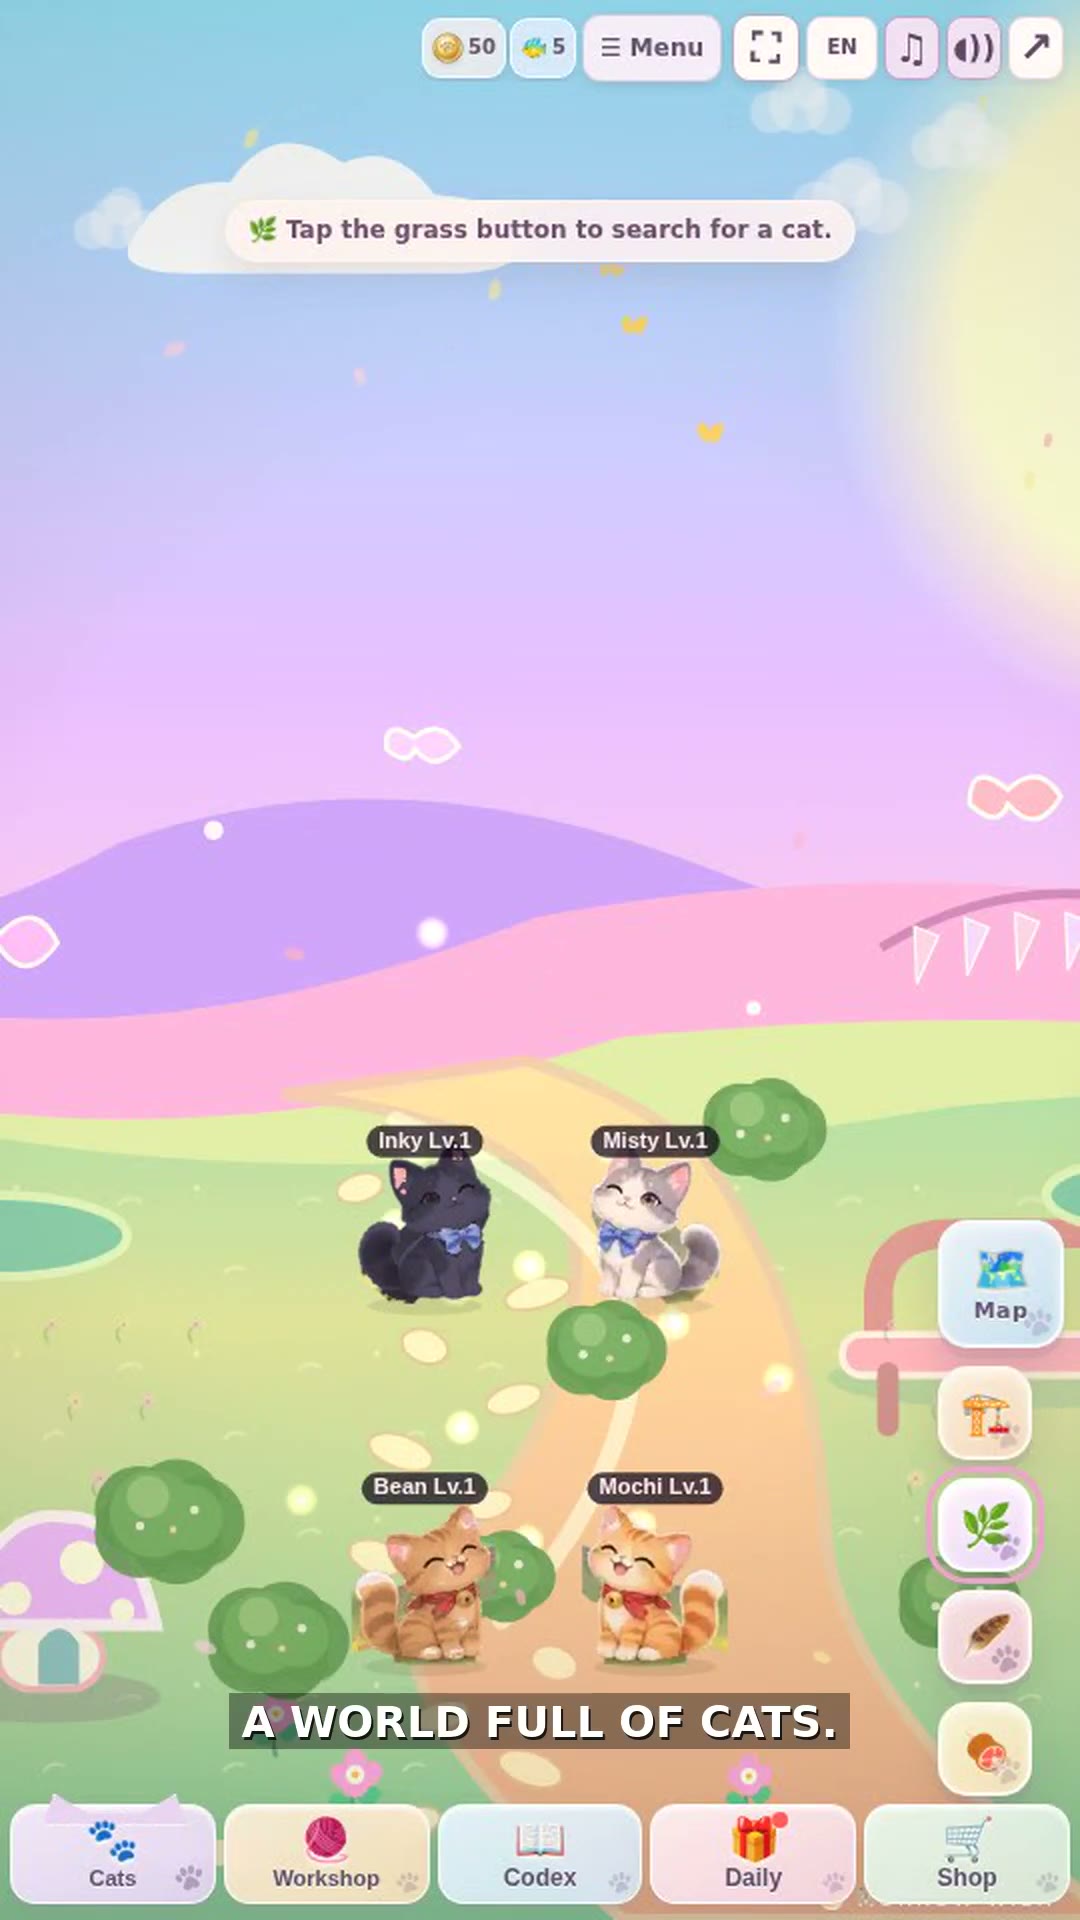 50
5
☰ Menu
EN
Tap the grass button to search for a cat.
Inky Lv.1
Misty Lv.1
Map
Bean Lv.1
Mochi Lv.1
A WORLD FULL OF CATS.
Cats
Workshop
Codex
Daily
Shop